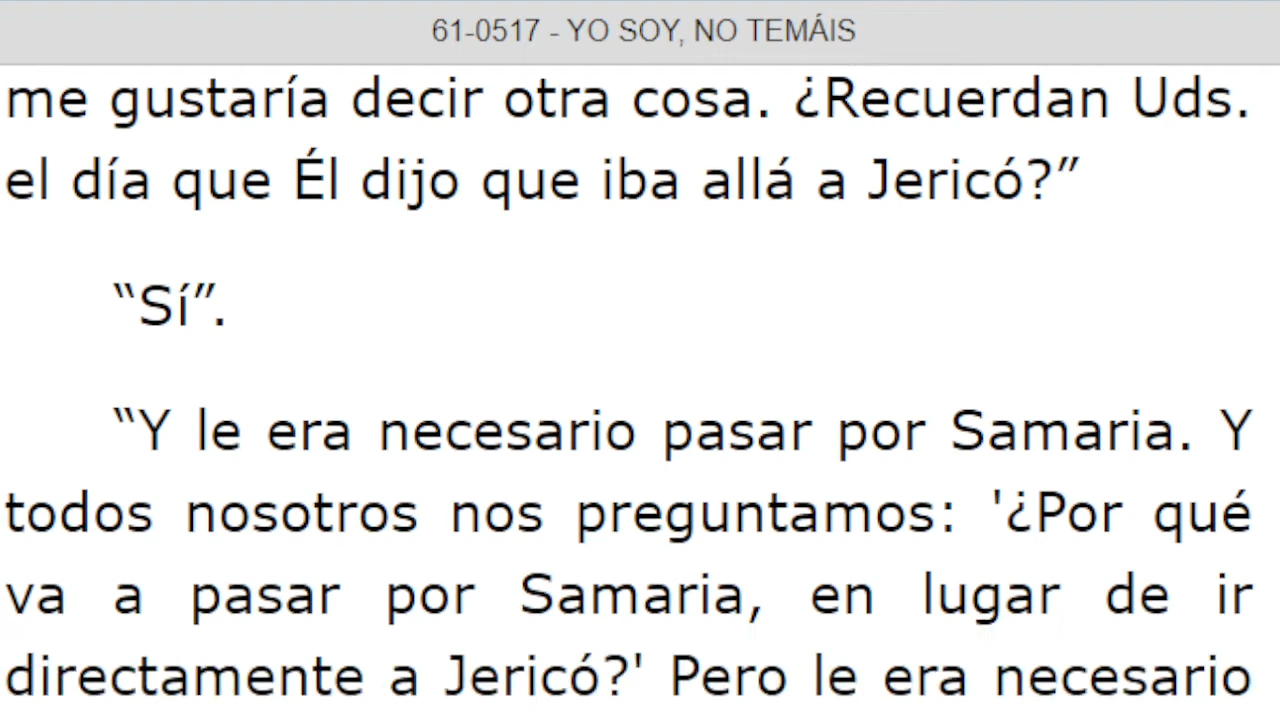 61-0517 - YO SOY, NO TEMÁIS
me gustaría decir otra cosa. ¿Recuerdan Uds.
el día que Él dijo que iba allá a Jericó?”
“Sí”.
“Y le era necesario pasar por Samaria. Y
todos nosotros nos preguntamos: '¿Por qué
va a pasar por Samaria, en lugar de ir
directamente a Jericó?' Pero le era necesario